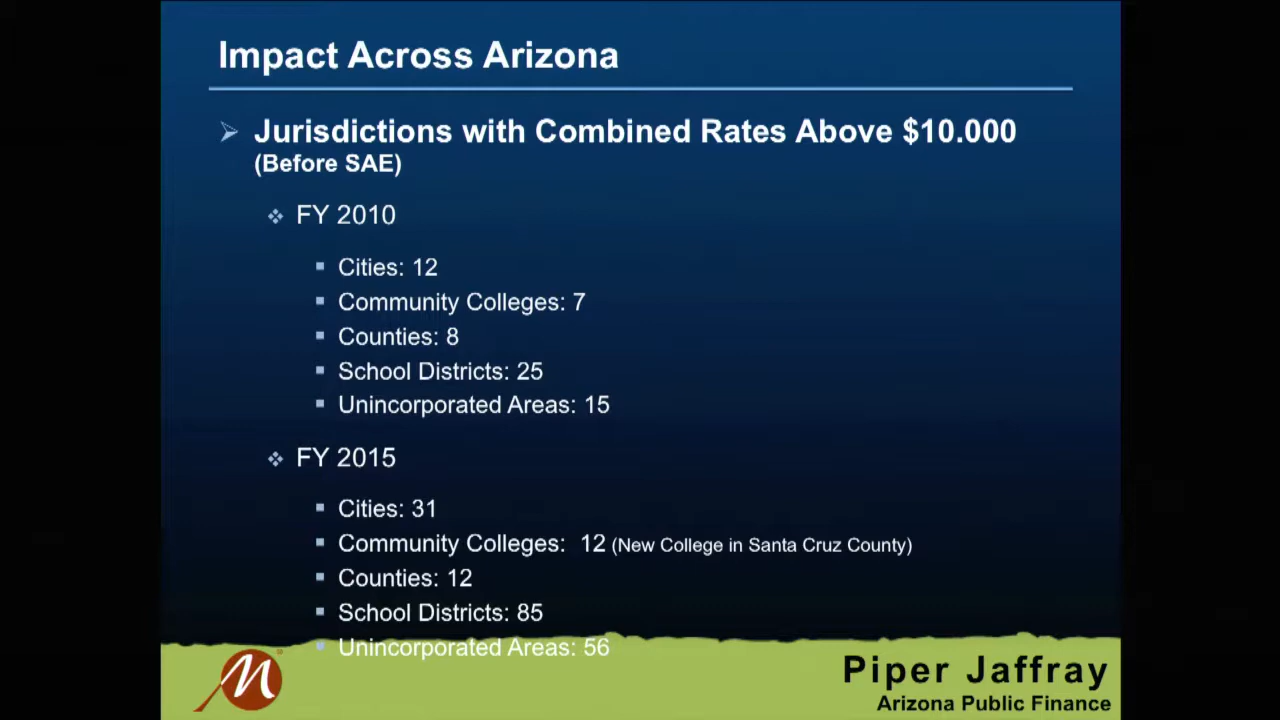 Impact Across Arizona
Jurisdictions with Combined Rates Above $10.000
(Before SAE)
FY 2010
Cities: 12
Community Colleges: 7
Counties: 8
School Districts: 25
Unincorporated Areas: 15
FY 2015
Cities: 31
Community Colleges: 12 (New College in Santa Cruz County)
Counties: 12
School Districts: 85
Unincorporated Areas: 56
M
Piper Jaffray
Arizona Public Finance